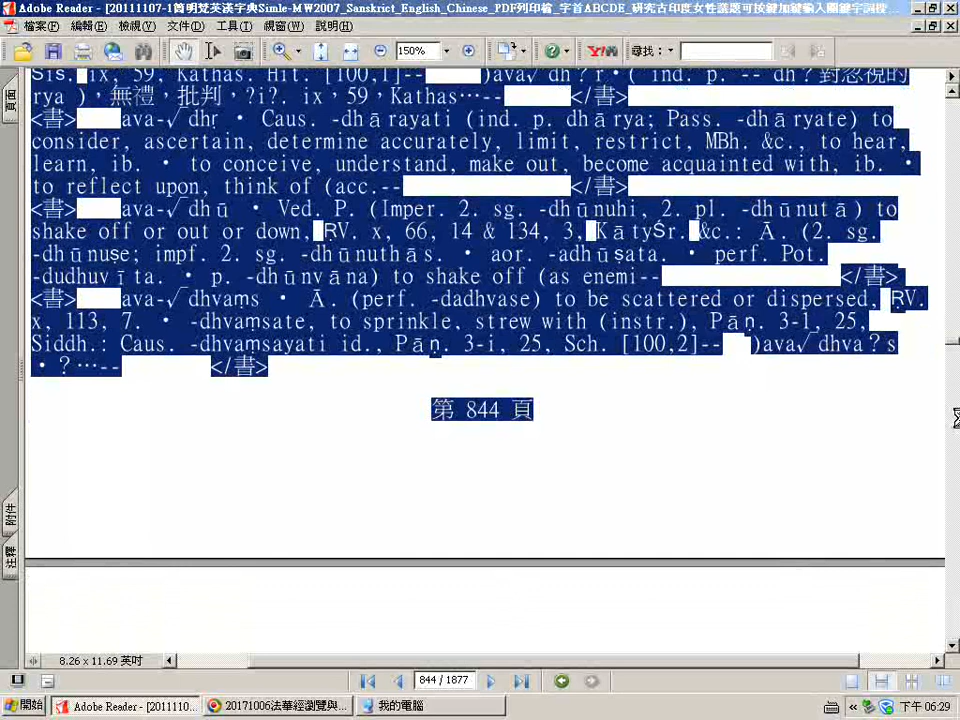 Adobe Reader - [20111107-1簡明梵英漢字典Simle-MW2007_Sanskrict_English_Chinese_PDF列印檔_字首ABCDE_研究古印度女性議題可按鍵加鍵輸入關鍵字詞搜
檔案(F) 編輯(E) 檢視(V) 文件(D) 工具(T) 視窗(W) 說明(H)
150% 尋找:
頁面
Śiś. ix, 59, Kathās. Hit. [100,1]-- )ava√dh?r.•( ind. p. -- dh?對忽視的
rya )，無禮，批判，?i?. ix，59，Kathas…-- </書>
<書> ava-√dhṛ • Caus. -dhārayati (ind. p. dhārya; Pass. -dhāryate) to
consider, ascertain, determine accurately, limit, restrict, MBh. &c., to hear,
learn, ib. • to conceive, understand, make out, become acquainted with, ib. •
to reflect upon, think of (acc.-- </書>
<書> ava-√dhū • Ved. P. (Imper. 2. sg. -dhūnuhi, 2. pl. -dhūnutā) to
shake off or out or down, RV. x, 66, 14 & 134, 3, KātyŚr. &c.: Ā. (2. sg.
-dhūnuṣe; impf. 2. sg. -dhūnuthās. • aor. -adhūṣata. • perf. Pot.
-dudhuvīta. • p. -dhūnvāna) to shake off (as enemi-- </書>
<書> ava-√dhvaṃs • Ā. (perf. -dadhvase) to be scattered or dispersed, ṚV.
x, 113, 7. • -dhvaṃsate, to sprinkle, strew with (instr.), Pāṇ. 3-1, 25,
Siddh.: Caus. -dhvaṃsayati id., Pāṇ. 3-i, 25, Sch. [100,2]-- )ava√dhva?s
•?…-- </書>
第 844 頁
附件
注釋
8.26 x 11.69 英吋
844 / 1877
開始 Adobe Reader - [2011110... 20171006法華經瀏覽與... 我的電腦 下午 06:29